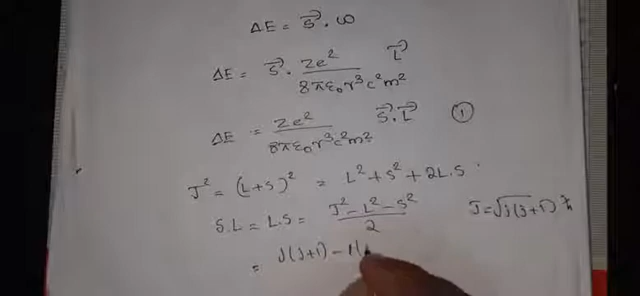 ΔE = S⃗ . ω
ΔE = S⃗ . Ze² / 8πε₀r³c²m² L⃗
ΔE = Ze² / 8πε₀r³c²m² S⃗.L⃗ ①
J² = (L+S)² = L² + S² + 2L.S
S.L = L.S = J² - L² - S² / 2 J = √j(j+1) ħ
= j(j+1) - l(